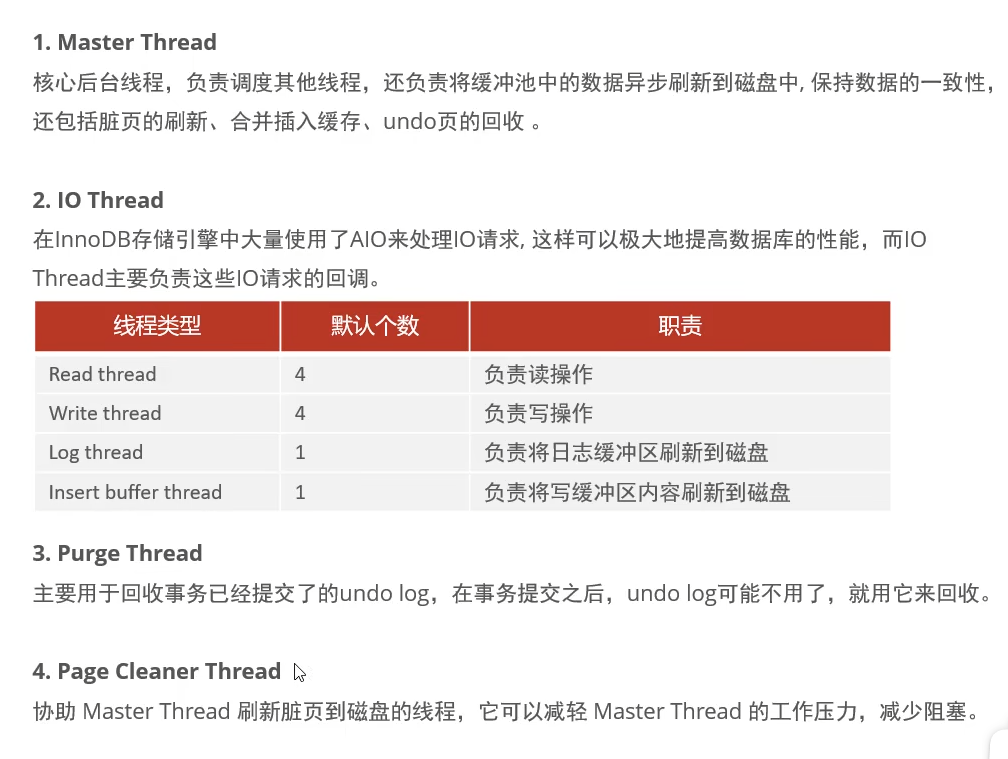 1. Master Thread
核心后台线程，负责调度其他线程，还负责将缓冲池中的数据异步刷新到磁盘中, 保持数据的一致性，
还包括脏页的刷新、合并插入缓存、undo页的回收 。
2. IO Thread
在InnoDB存储引擎中大量使用了AIO来处理IO请求, 这样可以极大地提高数据库的性能，而IO
Thread主要负责这些IO请求的回调。
线程类型 默认个数 职责
Read thread 4 负责读操作
Write thread 4 负责写操作
Log thread 1 负责将日志缓冲区刷新到磁盘
Insert buffer thread 1 负责将写缓冲区内容刷新到磁盘
3. Purge Thread
主要用于回收事务已经提交了的undo log，在事务提交之后，undo log可能不用了，就用它来回收。
4. Page Cleaner Thread
协助 Master Thread 刷新脏页到磁盘的线程，它可以减轻 Master Thread 的工作压力，减少阻塞。